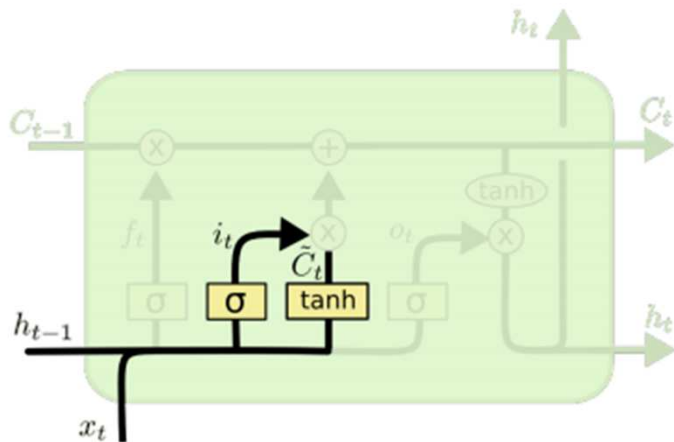 h_t
C_{t-1}
C_t
×
+
tanh
f_t
i_t
×
o_t
×
C̃_t
σ
σ
tanh
σ
h_{t-1}
h_t
x_t